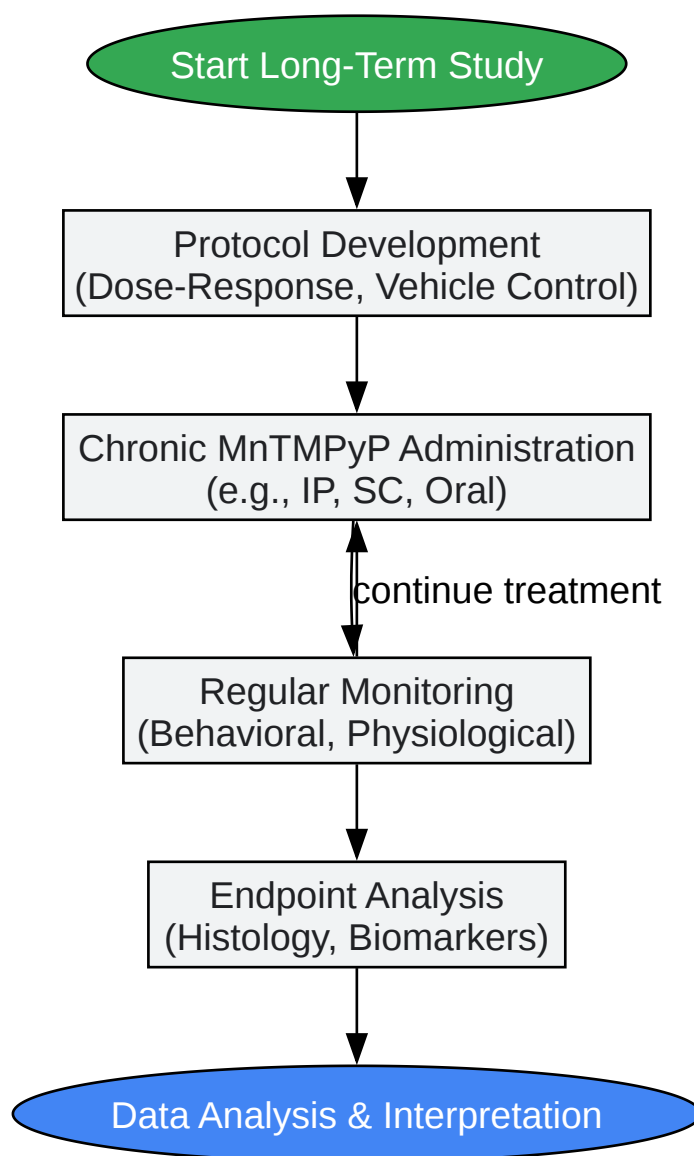 Start Long-Term Study
Protocol Development
(Dose-Response, Vehicle Control)
Chronic MnTMPyP Administration
(e.g., IP, SC, Oral)
continue treatment
Regular Monitoring
(Behavioral, Physiological)
Endpoint Analysis
(Histology, Biomarkers)
Data Analysis & Interpretation